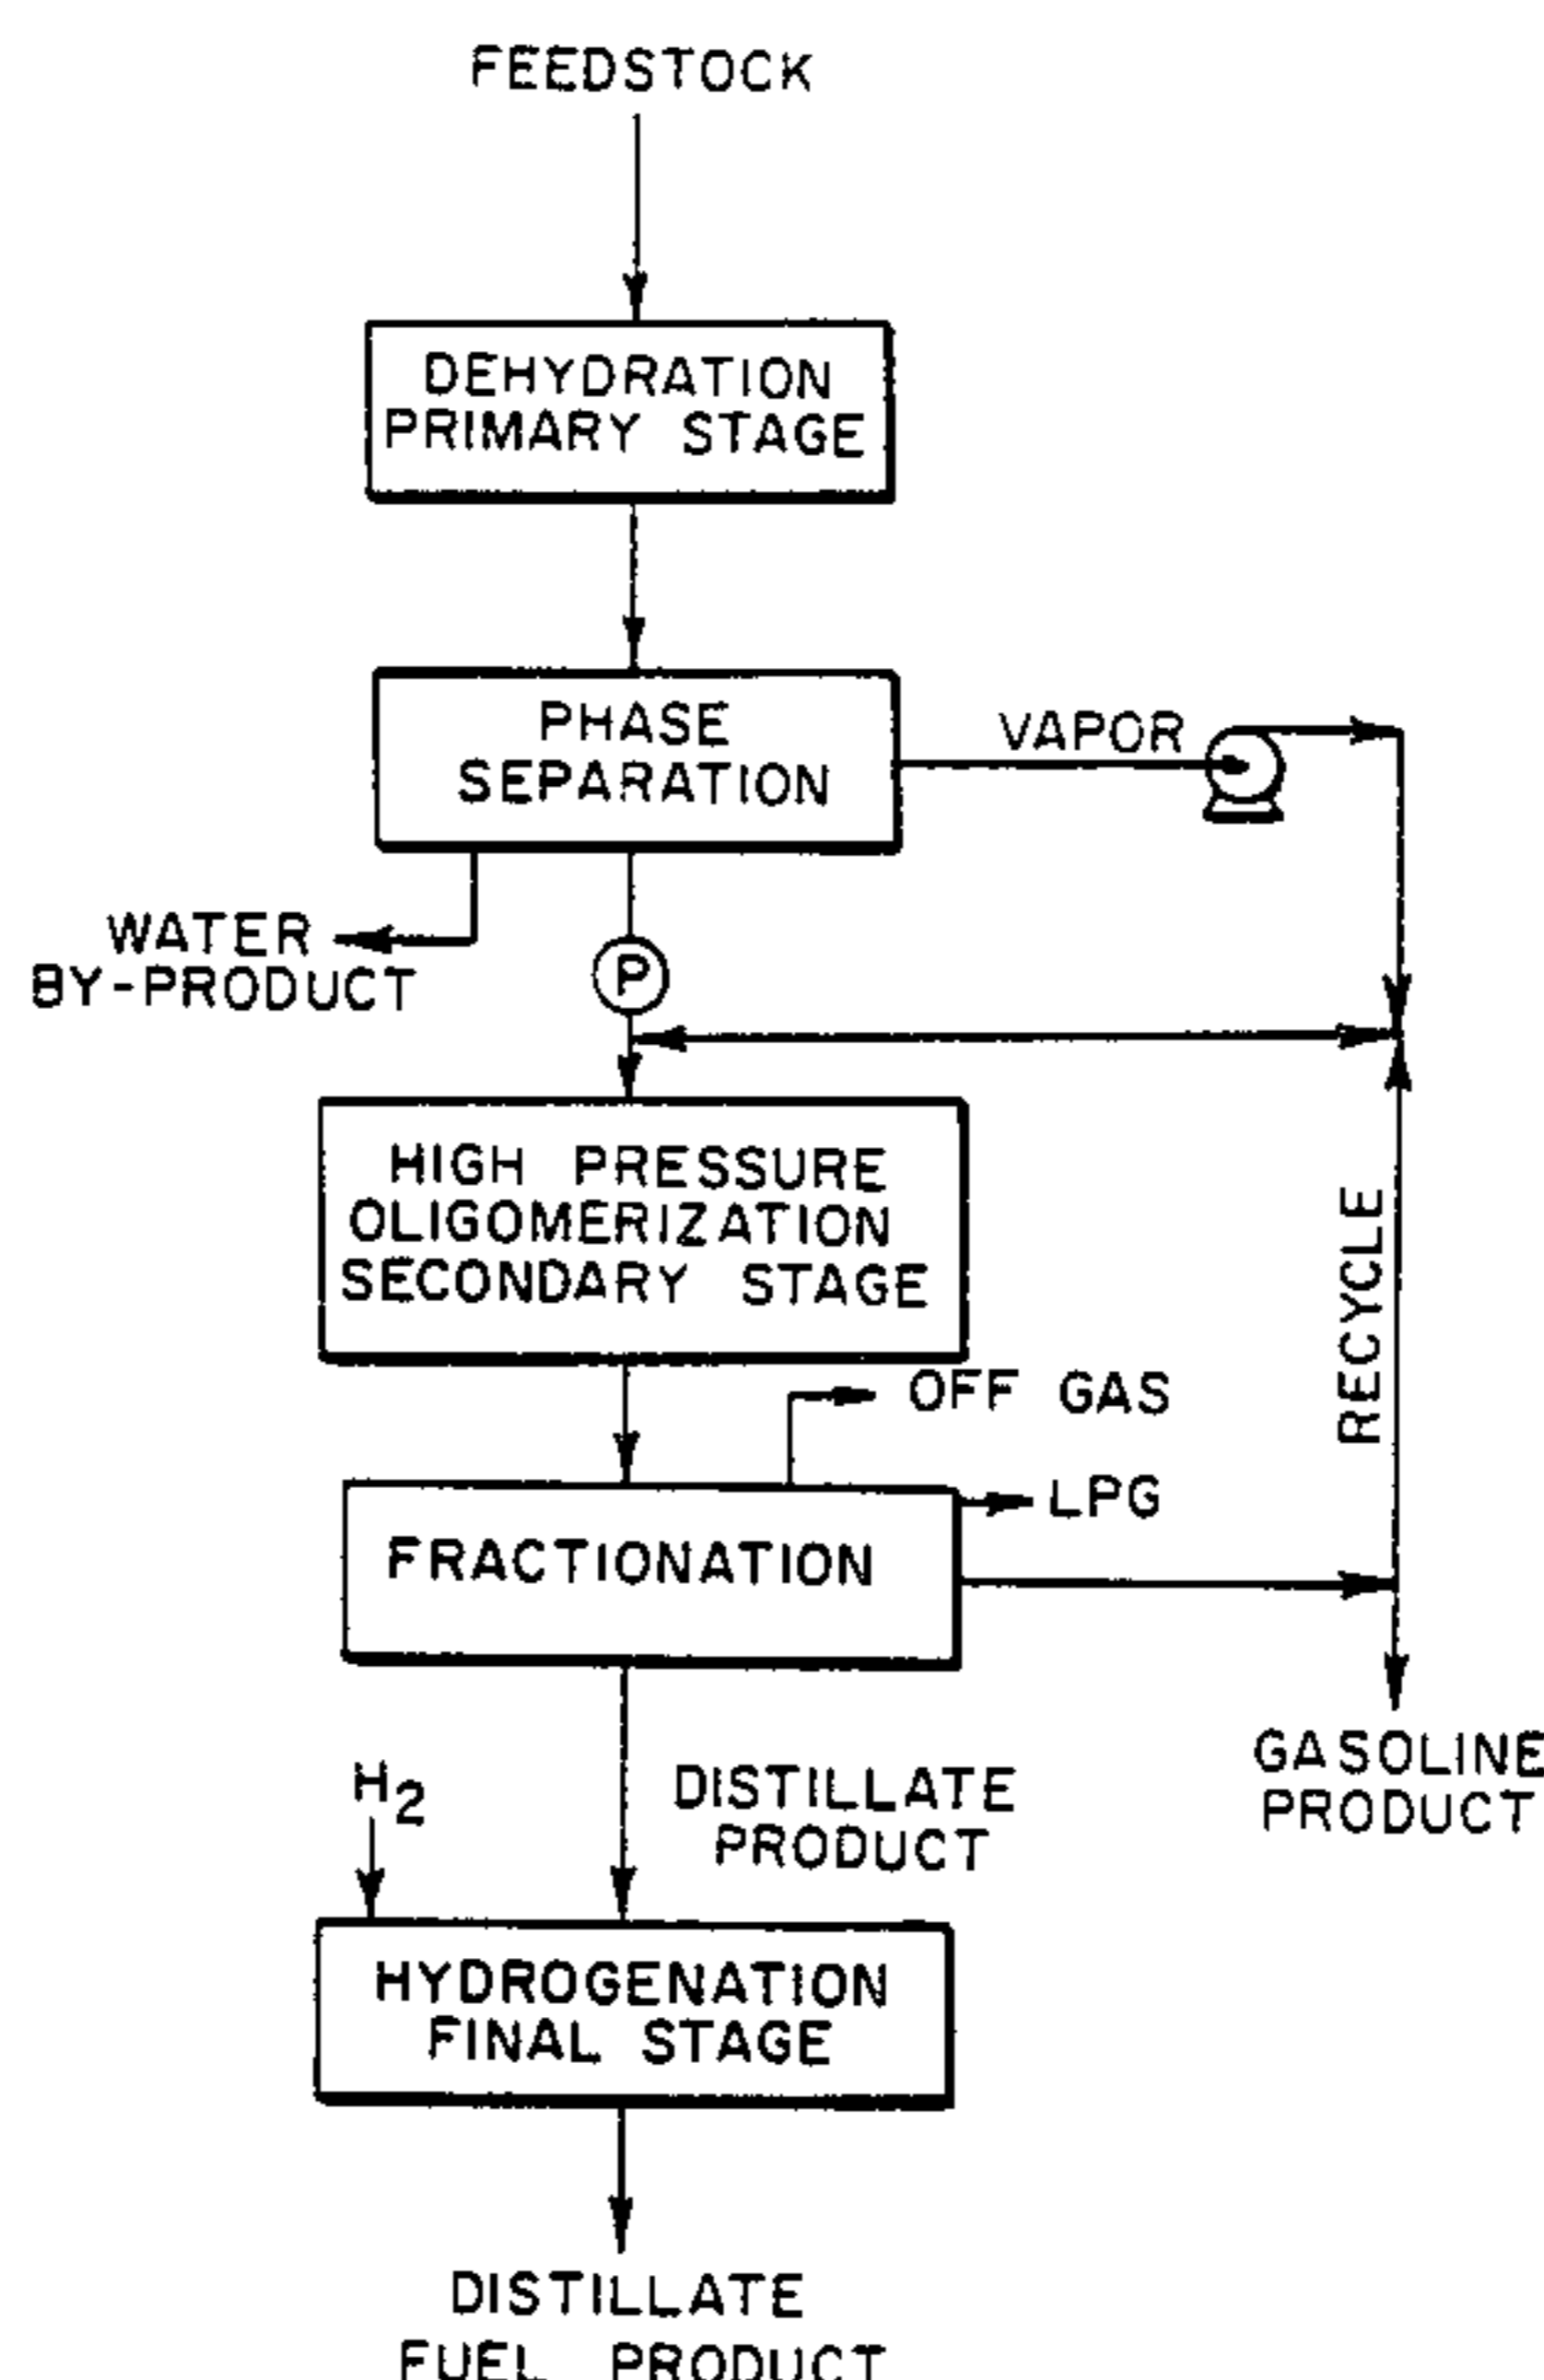 FEEDSTOCK
DEHYDRATION
PRIMARY STAGE
PHASE
SEPARATION
VAPOR
WATER
BY-PRODUCT
P
HIGH PRESSURE
OLIGOMERIZATION
SECONDARY STAGE
RECYCLE
OFF GAS
LPG
FRACTIONATION
GASOLINE
PRODUCT
H2
DISTILLATE
PRODUCT
HYDROGENATION
FINAL STAGE
DISTILLATE
FUEL PRODUCT